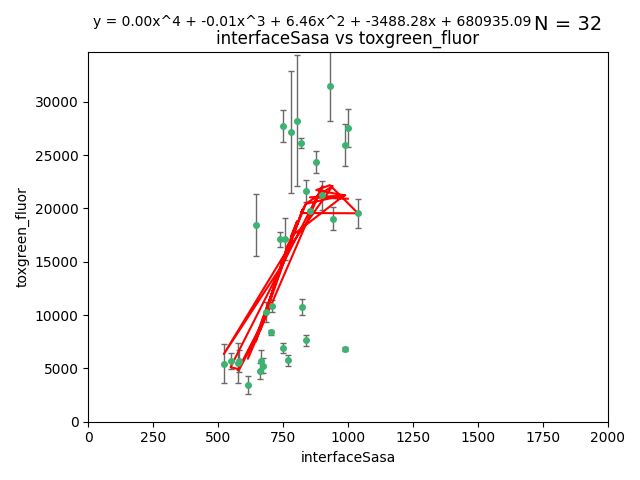 y = 0.00x^4 + -0.01x^3 + 6.46x^2 + -3488.28x + 680935.09 N = 32
interfaceSasa vs toxgreen_fluor
30000
25000
20000
15000
10000
5000
0
toxgreen_fluor
0 250 500 750 1000 1250 1500 1750 2000
interfaceSasa